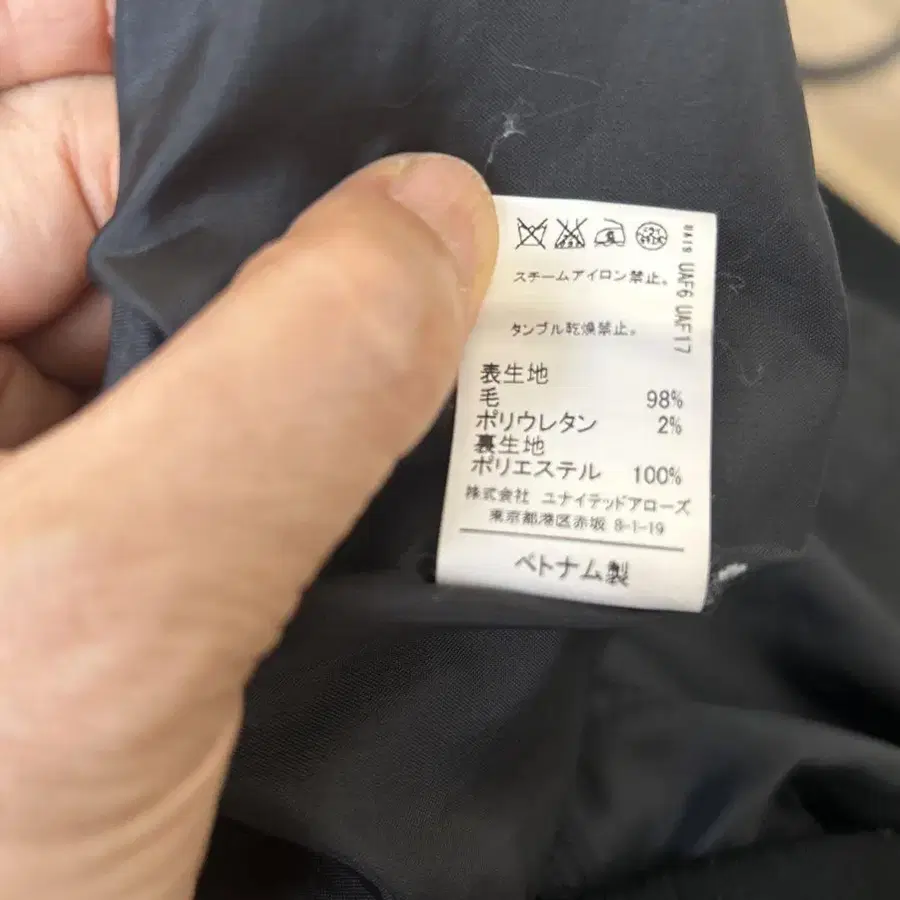 スチームアイロン禁止。
タンブル乾燥禁止。
表生地
毛 98%
ポリウレタン 2%
裏生地
ポリエステル 100%
株式会社 ユナイテッドアローズ
東京都港区赤坂 8-1-19
ベトナム製
UAF6 UAF17